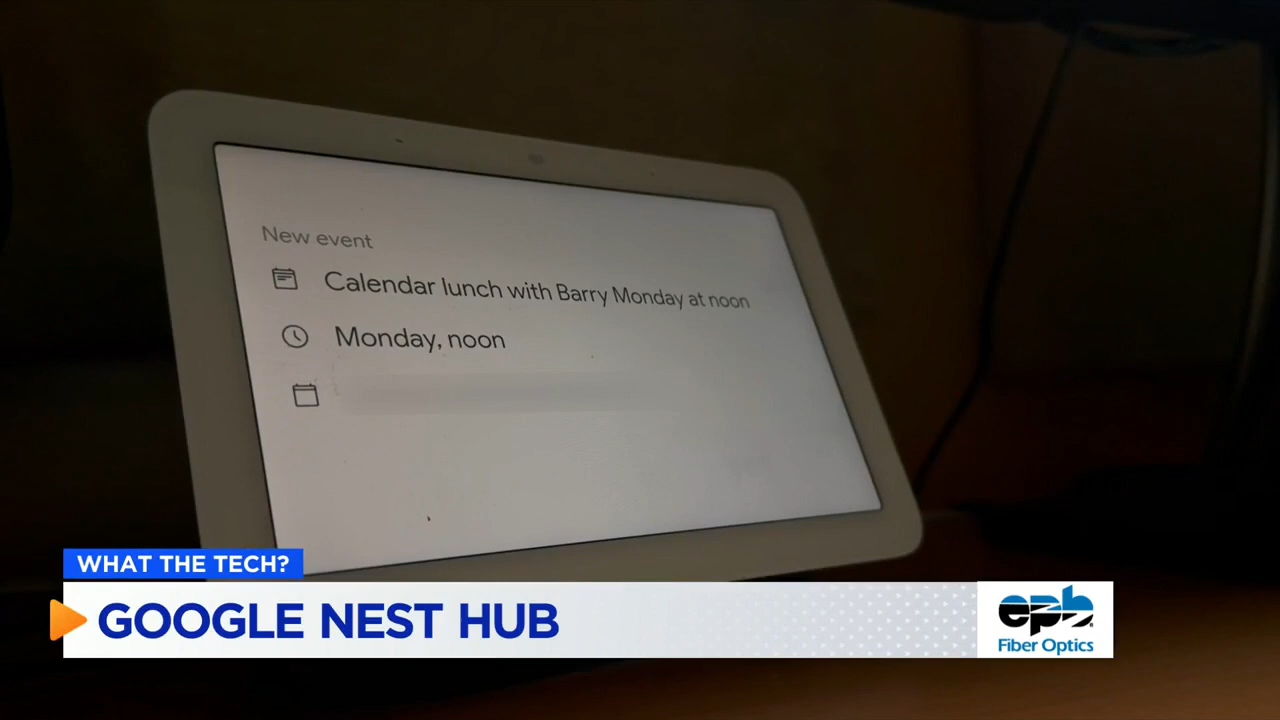 New event
Calendar lunch with Barry Monday at noon
Monday, noon
WHAT THE TECH?
GOOGLE NEST HUB
epb
Fiber Optics